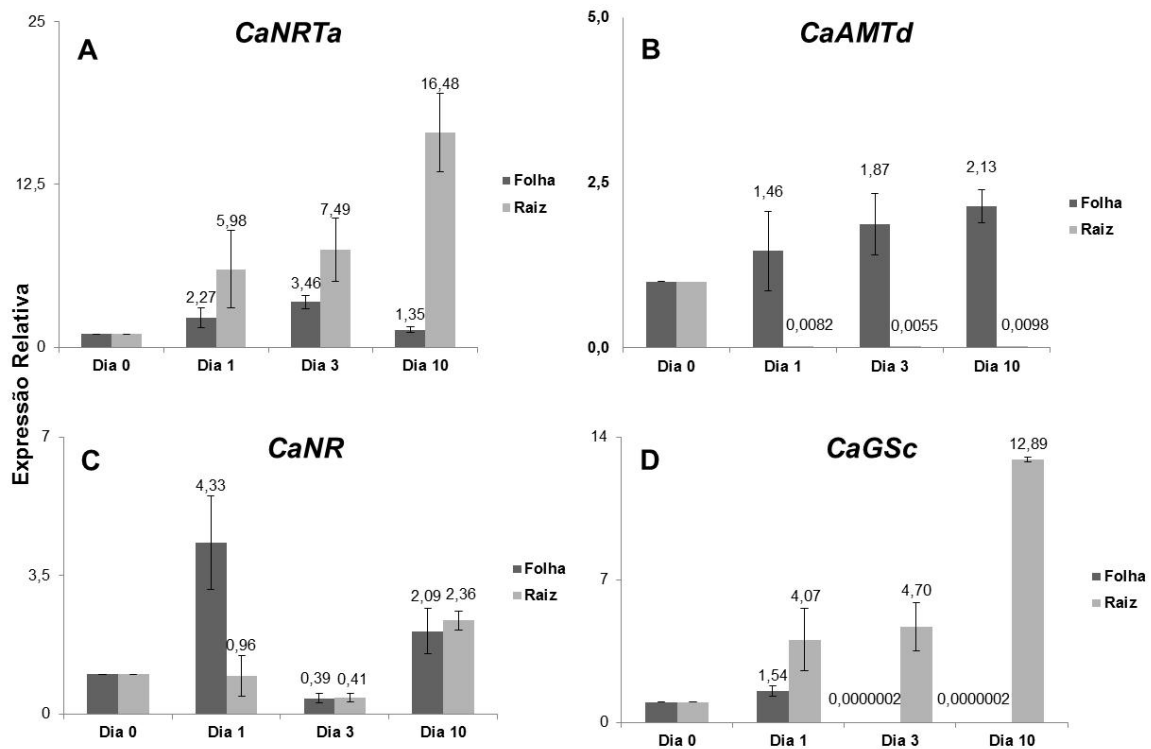 Expressão Relativa
A
CaNRTa
25
12,5
0
2,27
5,98
3,46
7,49
1,35
16,48
Folha
Raiz
Dia 0 Dia 1 Dia 3 Dia 10
B
CaAMTd
5,0
2,5
0,0
1,46
0,0082
1,87
0,0055
2,13
0,0098
Folha
Raiz
Dia 0 Dia 1 Dia 3 Dia 10
C
CaNR
7
3,5
0
4,33
0,96
0,39
0,41
2,09
2,36
Folha
Raiz
Dia 0 Dia 1 Dia 3 Dia 10
D
CaGSc
14
7
0
1,54
4,07
0,0000002
4,70
0,0000002
12,89
Folha
Raiz
Dia 0 Dia 1 Dia 3 Dia 10